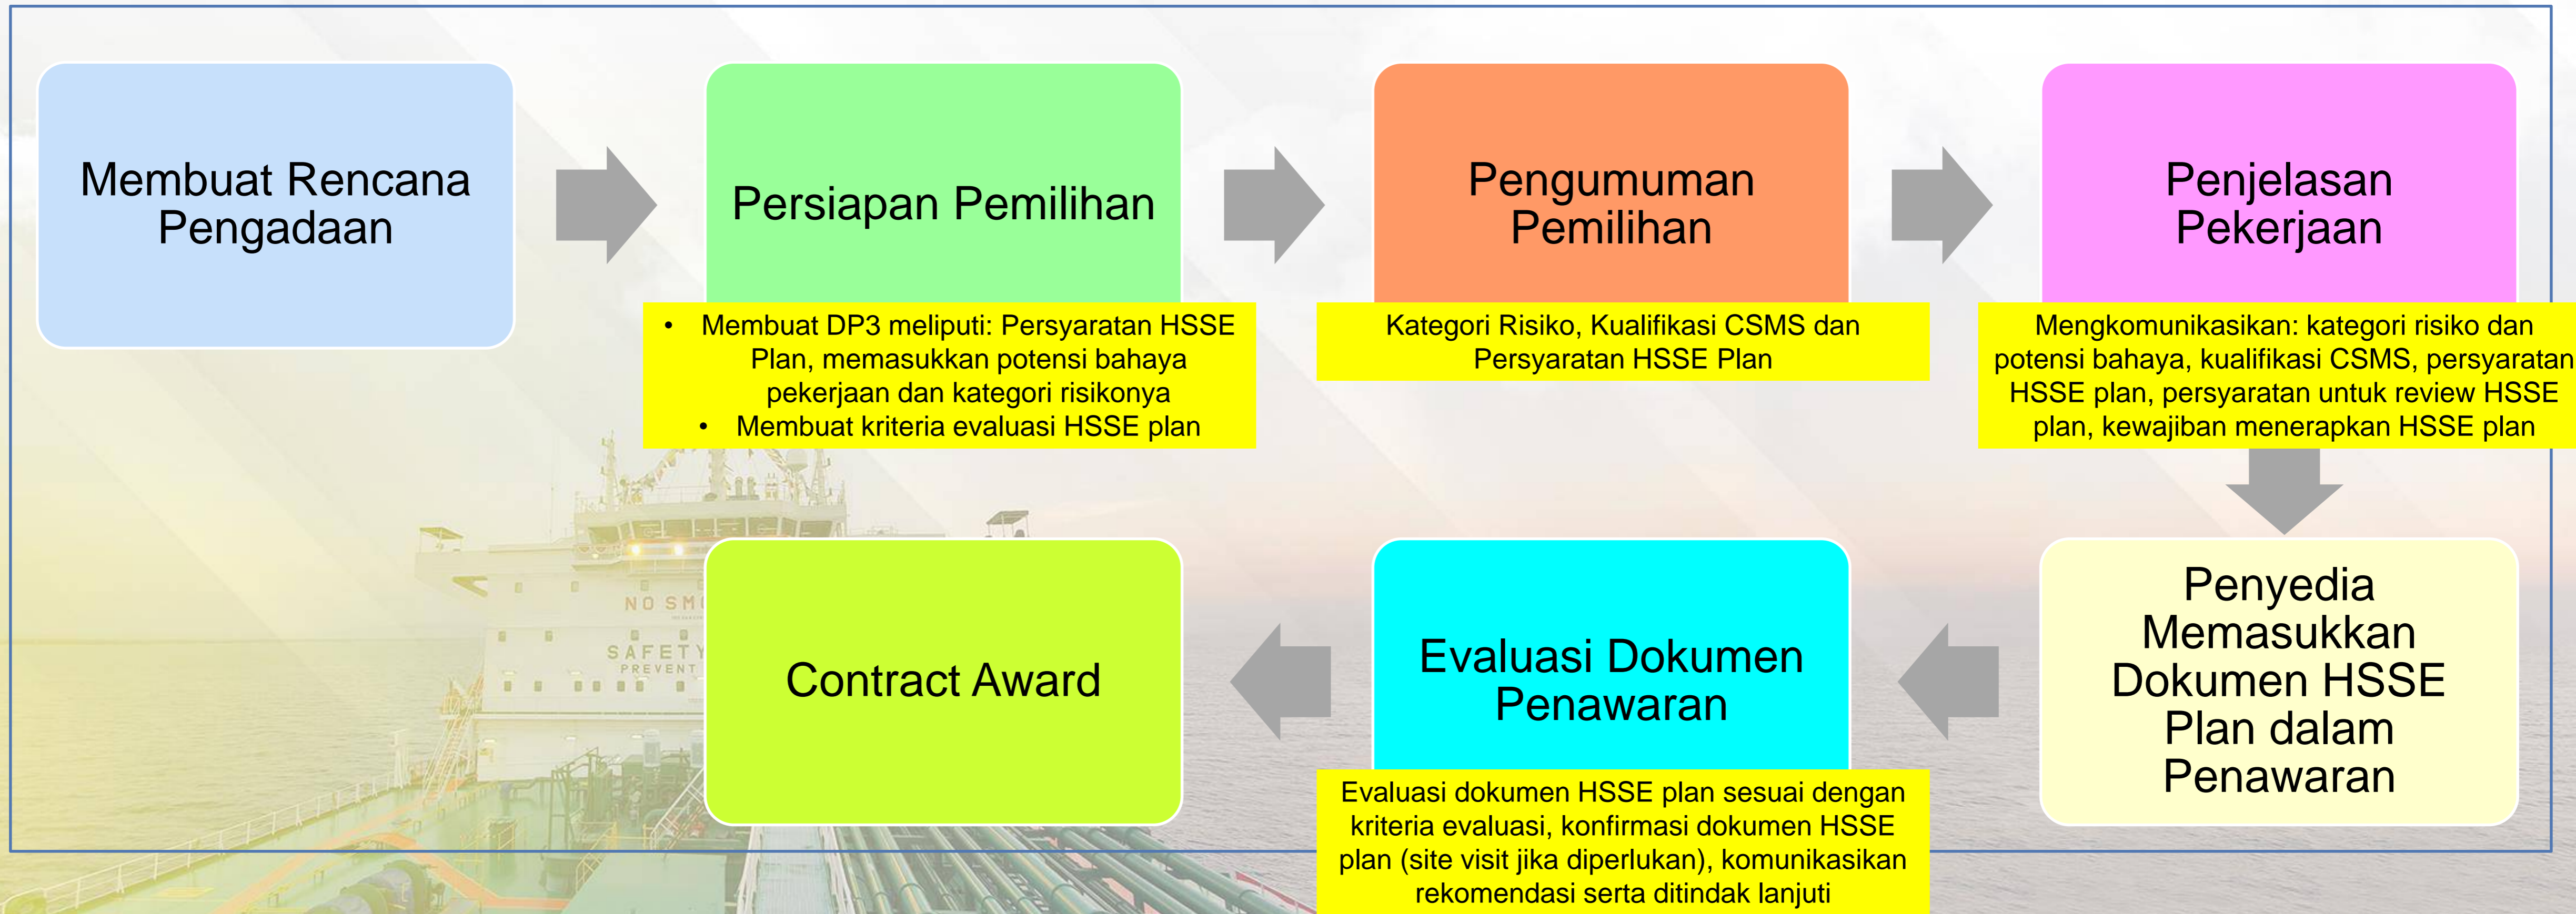 Membuat Rencana
Pengadaan
Persiapan Pemilihan
• Membuat DP3 meliputi: Persyaratan HSSE
Plan, memasukkan potensi bahaya
pekerjaan dan kategori risikonya
• Membuat kriteria evaluasi HSSE plan
Pengumuman
Pemilihan
Kategori Risiko, Kualifikasi CSMS dan
Persyaratan HSSE Plan
Penjelasan
Pekerjaan
Mengkomunikasikan: kategori risiko dan
potensi bahaya, kualifikasi CSMS, persyaratan
HSSE plan, persyaratan untuk review HSSE
plan, kewajiban menerapkan HSSE plan
Penyedia
Memasukkan
Dokumen HSSE
Plan dalam
Penawaran
Evaluasi Dokumen
Penawaran
Evaluasi dokumen HSSE plan sesuai dengan
kriteria evaluasi, konfirmasi dokumen HSSE
plan (site visit jika diperlukan), komunikasikan
rekomendasi serta ditindak lanjuti
Contract Award
NO SM
SAFETY
PREVENT